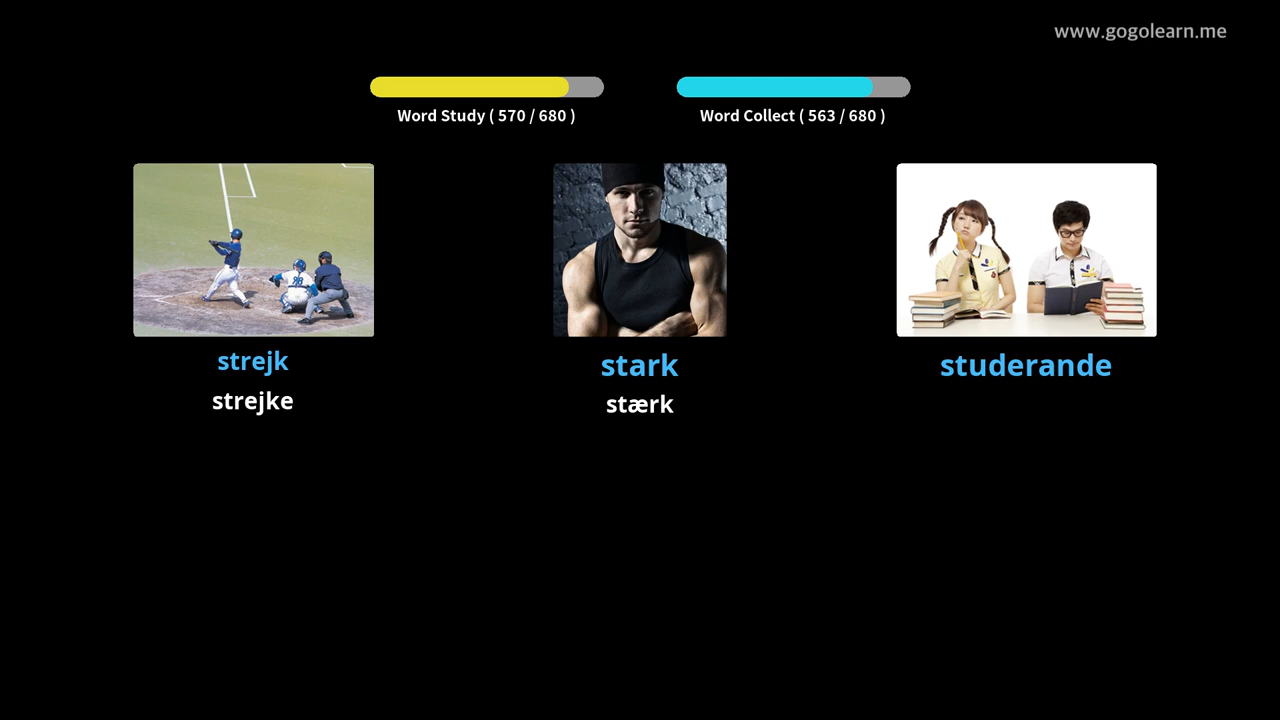 www.gogolearn.me
Word Study ( 570 / 680 )
Word Collect ( 563 / 680 )
strejk
strejke
stark
stærk
studerande